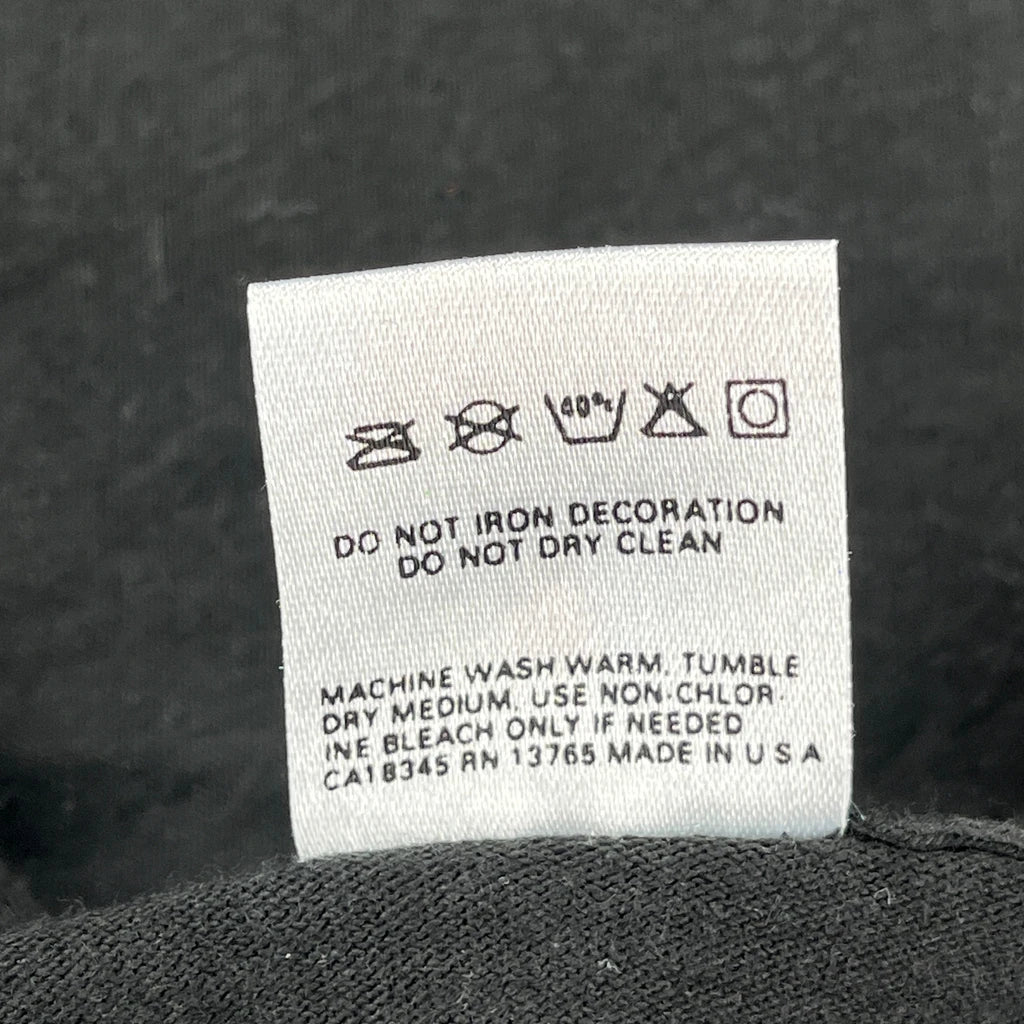 40°c
DO NOT IRON DECORATION
DO NOT DRY CLEAN
MACHINE WASH WARM. TUMBLE
DRY MEDIUM. USE NON-CHLOR-
INE BLEACH ONLY IF NEEDED
CA18345 RN 13765 MADE IN U S A